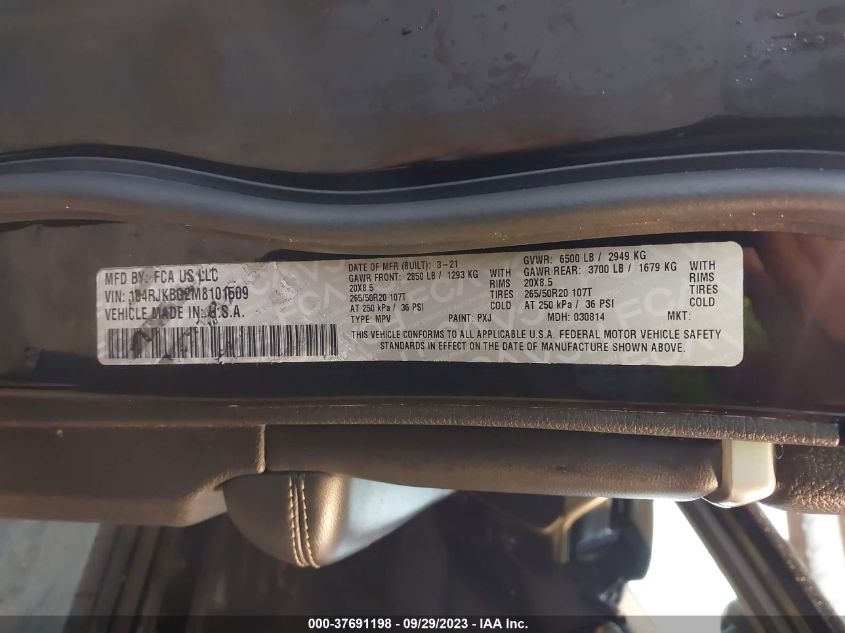 MFD BY: FCA US LLC
VIN:
VEHICLE MADE IN: U.S.A.
DATE OF MFR (BUILT): 3-21 GVWR: 6500 LB / 2949 KG
GAWR FRONT: 2850 LB / 1293 KG WITH GAWR REAR: 3700 LB / 1679 KG WITH
20X8.5 RIMS 20X8.5 RIMS
265/50R20 107T TIRES 265/50R20 107T TIRES
AT 250 kPa / 36 PSI COLD AT 250 kPa / 36 PSI COLD
TYPE: MPV PAINT: PXJ MDH: 030814 MKT:
THIS VEHICLE CONFORMS TO ALL APPLICABLE U.S.A. FEDERAL MOTOR VEHICLE SAFETY
STANDARDS IN EFFECT ON THE DATE OF MANUFACTURE SHOWN ABOVE.
000-37691198 - 09/29/2023 - IAA Inc.